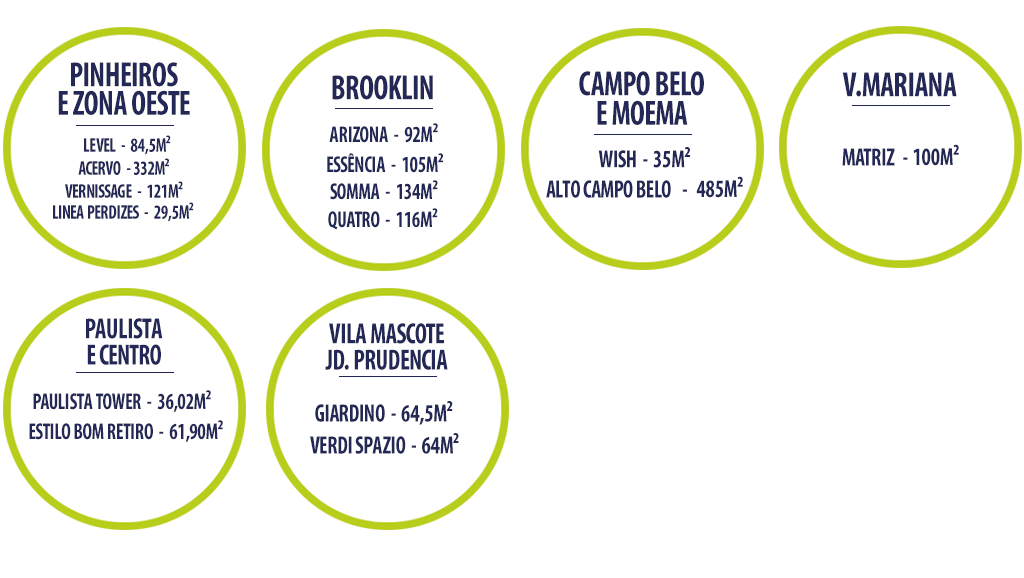 PINHEIROS
E ZONA OESTE
LEVEL - 84,5M²
ACERVO - 332M²
VERNISSAGE - 121M²
LINEA PERDIZES - 29,5M²
BROOKLIN
ARIZONA - 92M²
ESSÊNCIA - 105M²
SOMMA - 134M²
QUATRO - 116M²
CAMPO BELO
E MOEMA
WISH - 35M²
ALTO CAMPO BELO - 485M²
V.MARIANA
MATRIZ - 100M²
PAULISTA
E CENTRO
PAULISTA TOWER - 36,02M²
ESTILO BOM RETIRO - 61,90M²
VILA MASCOTE
JD. PRUDENCIA
GIARDINO - 64,5M²
VERDI SPAZIO - 64M²